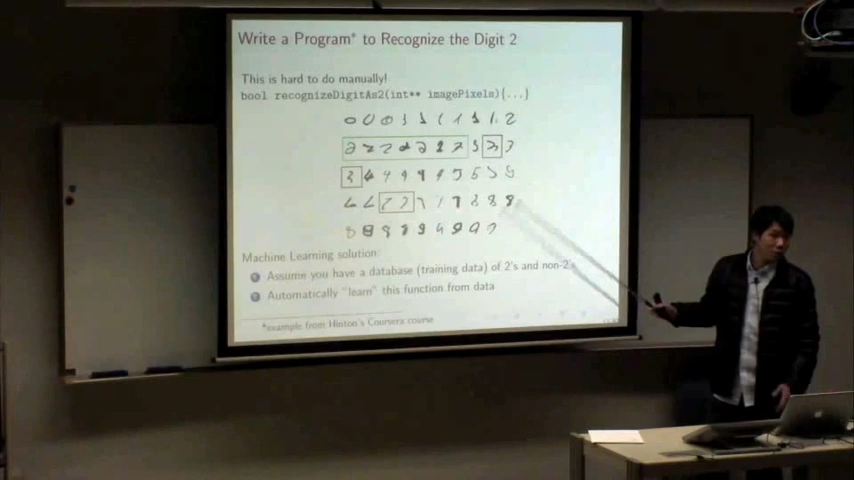 Write a Program* to Recognize the Digit 2
This is hard to do manually!
bool recognizeDigitAs2(int** imagePixels){...}
Machine Learning solution:
1 Assume you have a database (training data) of 2's and non-2's
2 Automatically "learn" this function from data
*example from Hinton's Coursera course